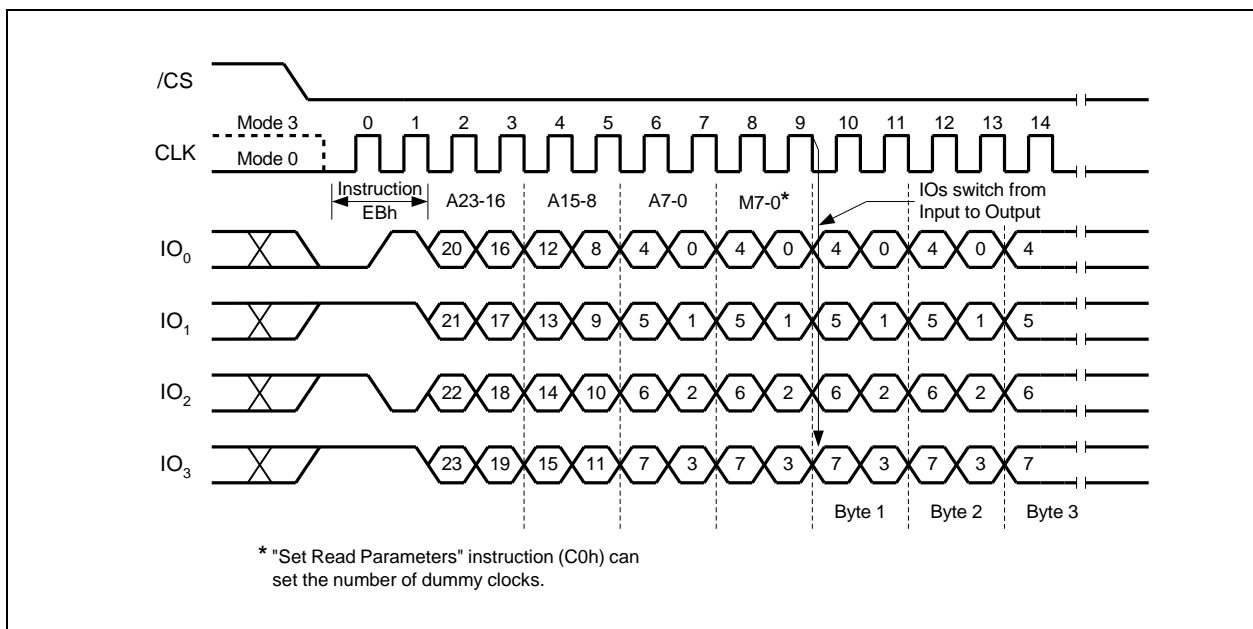 /CS
Mode 3
0 1 2 3 4 5 6 7 8 9 10 11 12 13 14
CLK
Mode 0
Instruction
EBh
A23-16 A15-8 A7-0 M7-0*
IOs switch from
Input to Output
IO0 20 16 12 8 4 0 4 0 4 0 4 0 4
IO1 21 17 13 9 5 1 5 1 5 1 5 1 5
IO2 22 18 14 10 6 2 6 2 6 2 6 2 6
IO3 23 19 15 11 7 3 7 3 7 3 7 3 7
Byte 1 Byte 2 Byte 3
* "Set Read Parameters" instruction (C0h) can
set the number of dummy clocks.